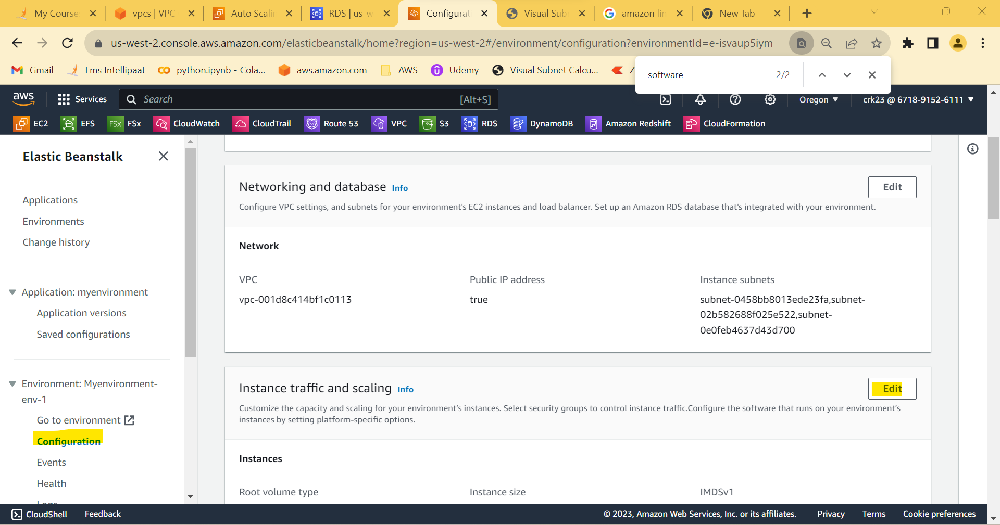 My Course
vpcs | VPC
Auto Scalin
RDS | us-w
Configurat
Visual Sub
amazon lin
New Tab
us-west-2.console.aws.amazon.com/elasticbeanstalk/home?region=us-west-2#/environment/configuration?environmentId=e-isvaup5iym
Gmail
Lms Intellipaat
python.ipynb - Cola...
aws.amazon.com
AWS
Udemy
Visual Subnet Calcu...
Z
software
2/2
aws
Services
Search
[Alt+S]
Oregon
crk23 @ 6718-9152-6111
EC2
EFS
FSx
FSx
CloudWatch
CloudTrail
53
Route 53
VPC
S3
RDS
DynamoDB
Amazon Redshift
CloudFormation
Elastic Beanstalk
Applications
Environments
Change history
Application: myenvironment
Application versions
Saved configurations
Environment: Myenvironment-
env-1
Go to environment
Configuration
Events
Health
Logs
Networking and database Info
Edit
Configure VPC settings, and subnets for your environment's EC2 instances and load balancer. Set up an Amazon RDS database that's integrated with your environment.
Network
VPC
vpc-001d8c414bf1c0113
Public IP address
true
Instance subnets
subnet-0458bb8013ede23fa,subnet-
02b582688f025e522,subnet-
0e0feb4637d43d700
Instance traffic and scaling Info
Edit
Customize the capacity and scaling for your environment’s instances. Select security groups to control instance traffic.Configure the software that runs on your environment’s
instances by setting platform-specific options.
Instances
Root volume type
Instance size
IMDSv1
CloudShell
Feedback
© 2023, Amazon Web Services, Inc. or its affiliates.
Privacy
Terms
Cookie preferences